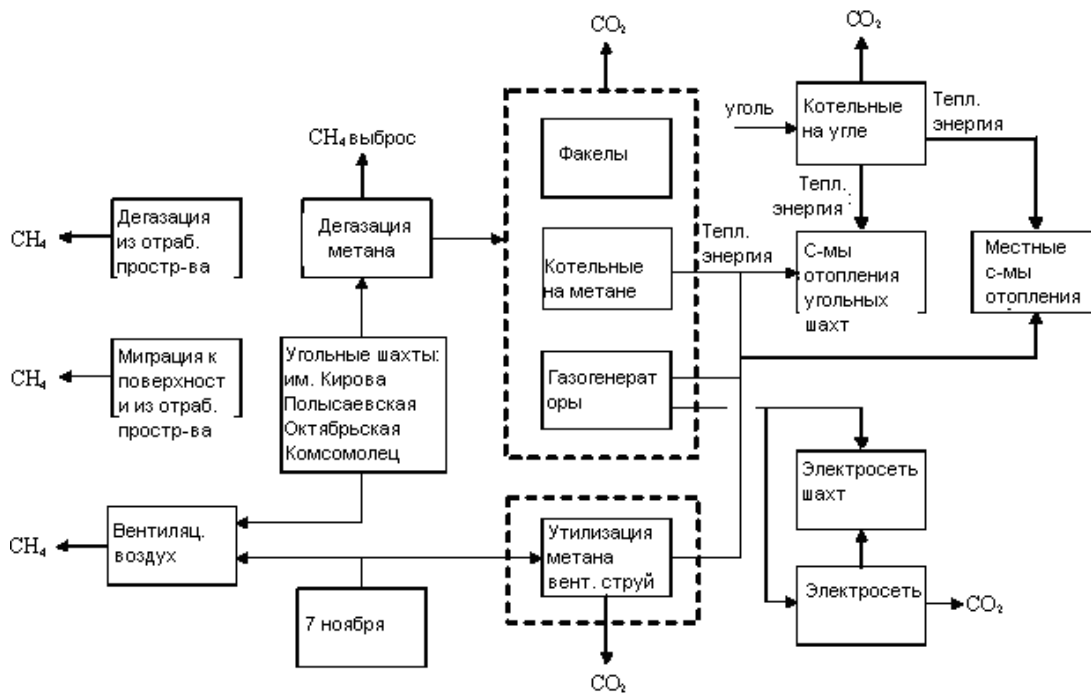 CO₂
CO₂
уголь
Котельные
на угле
Тепл.
энергия
CH₄ выброс
Факелы
Тепл.
энергия :
CH₄
Дегазация
из отраб.
простр-ва
Дегазация
метана
Котельные
на метане
Тепл.
энергия
С-мы
отопления
угольных
шахт
Местные
с-мы
отопления
CH₄
Миграция к
поверхност
и из отраб.
простр-ва
Угольные шахты:
им. Кирова
Полысаевская
Октябрьская
Комсомолец
Газогенерат
оры
Электросеть
шахт
CH₄
Вентиляц.
воздух
Утилизация
метана
вент. струй
Электросеть
CO₂
7 ноября
CO₂